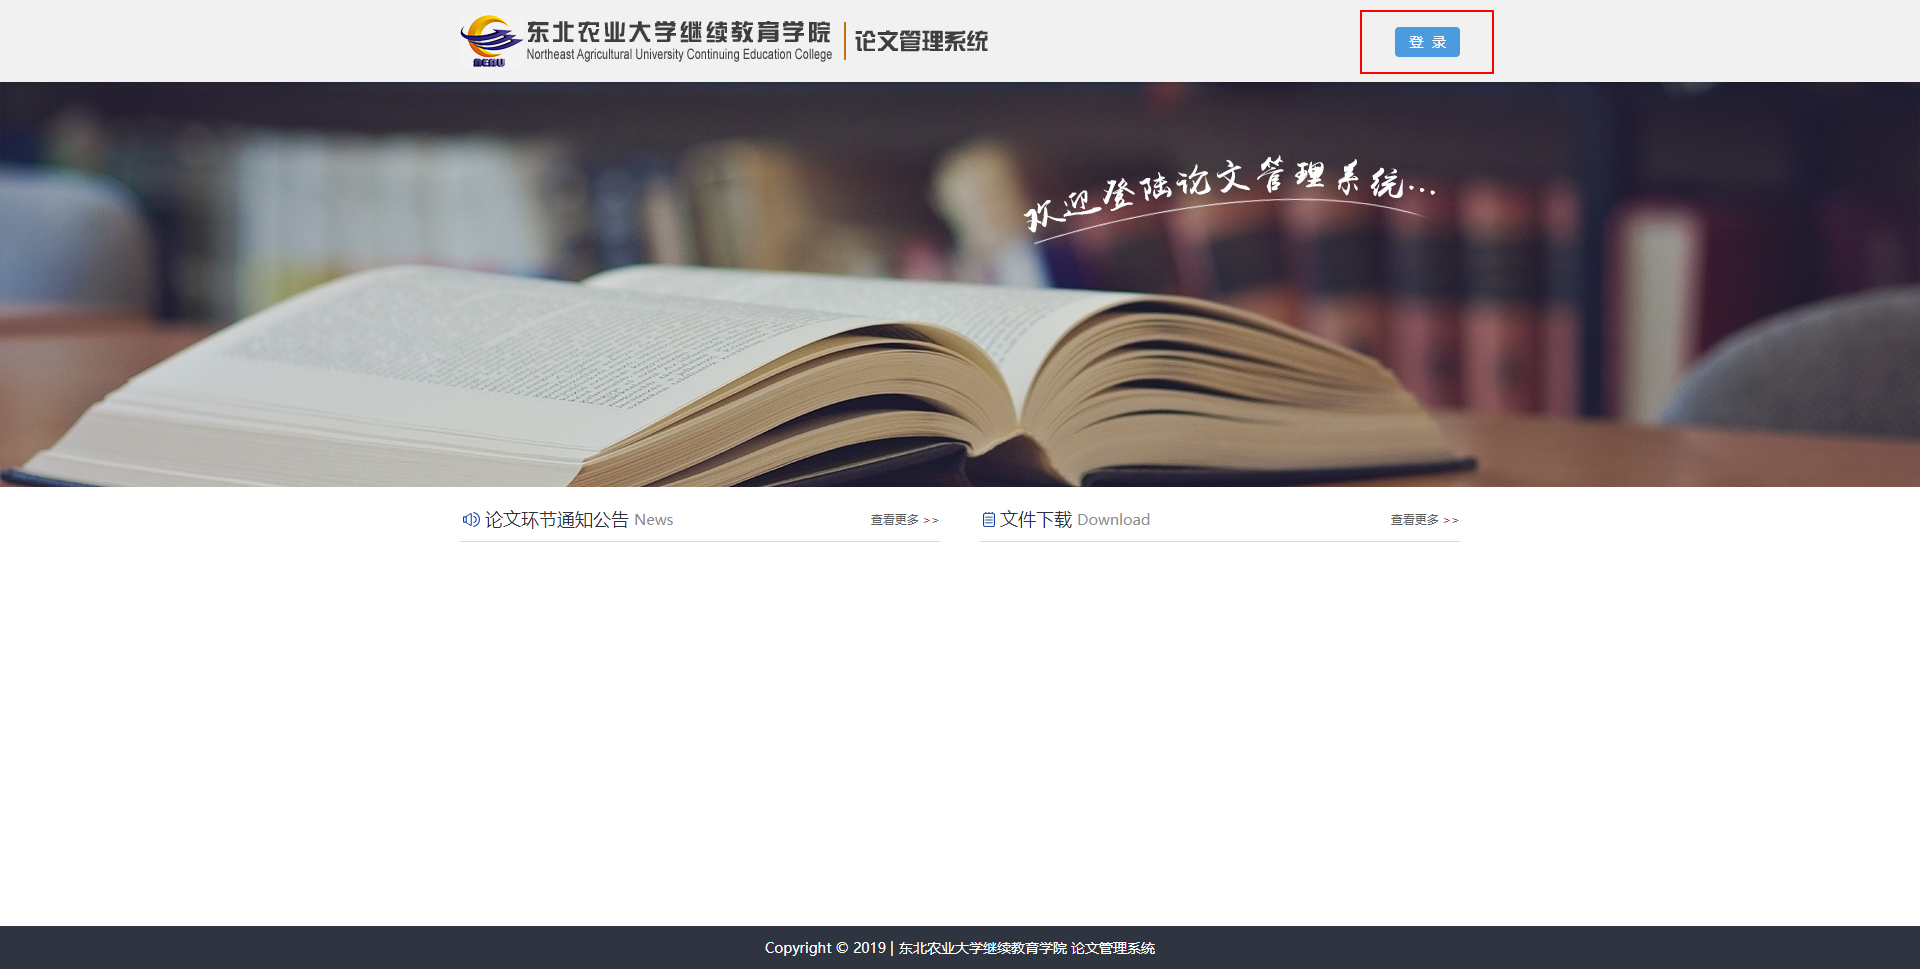 东北农业大学继续教育学院
Northeast Agricultural University Continuing Education College
NEAU
论文管理系统
登 录
欢迎登陆论文管理系统...
论文环节通知公告 News
查看更多 >>
文件下载 Download
查看更多 >>
Copyright © 2019 | 东北农业大学继续教育学院 论文管理系统